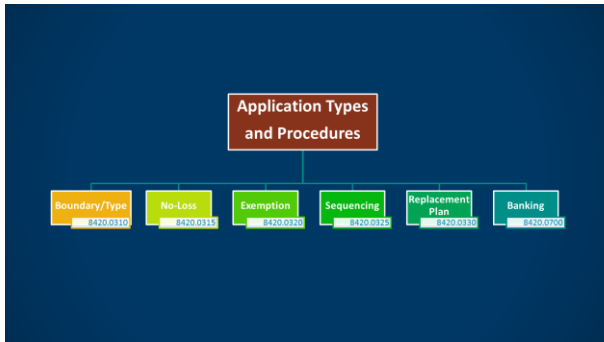 Application Types
and Procedures
Boundary/Type
8420.0310
No-Loss
8420.0315
Exemption
8420.0320
Sequencing
8420.0325
Replacement
Plan
8420.0330
Banking
8420.0700